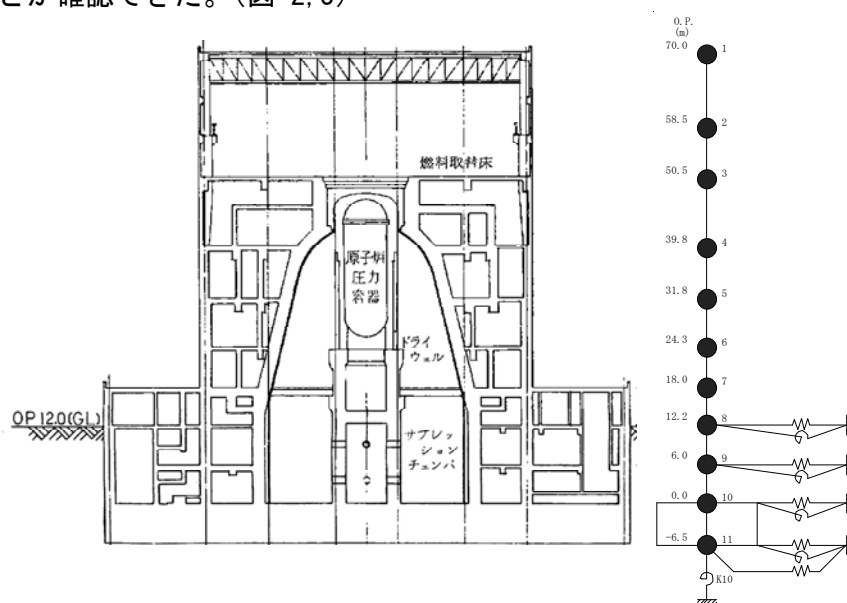 とが確認できた。(図-2,3)
燃料取替床
原子炉
圧力
容器
ドライ
ウェル
OP 12.0(GL)
サプレッ
ション
チェンバ
O.P.
(m)
70.0 1
58.5 2
50.5 3
39.8 4
31.8 5
24.3 6
18.0 7
12.2 8
6.0 9
0.0 10
-6.5 11
K10